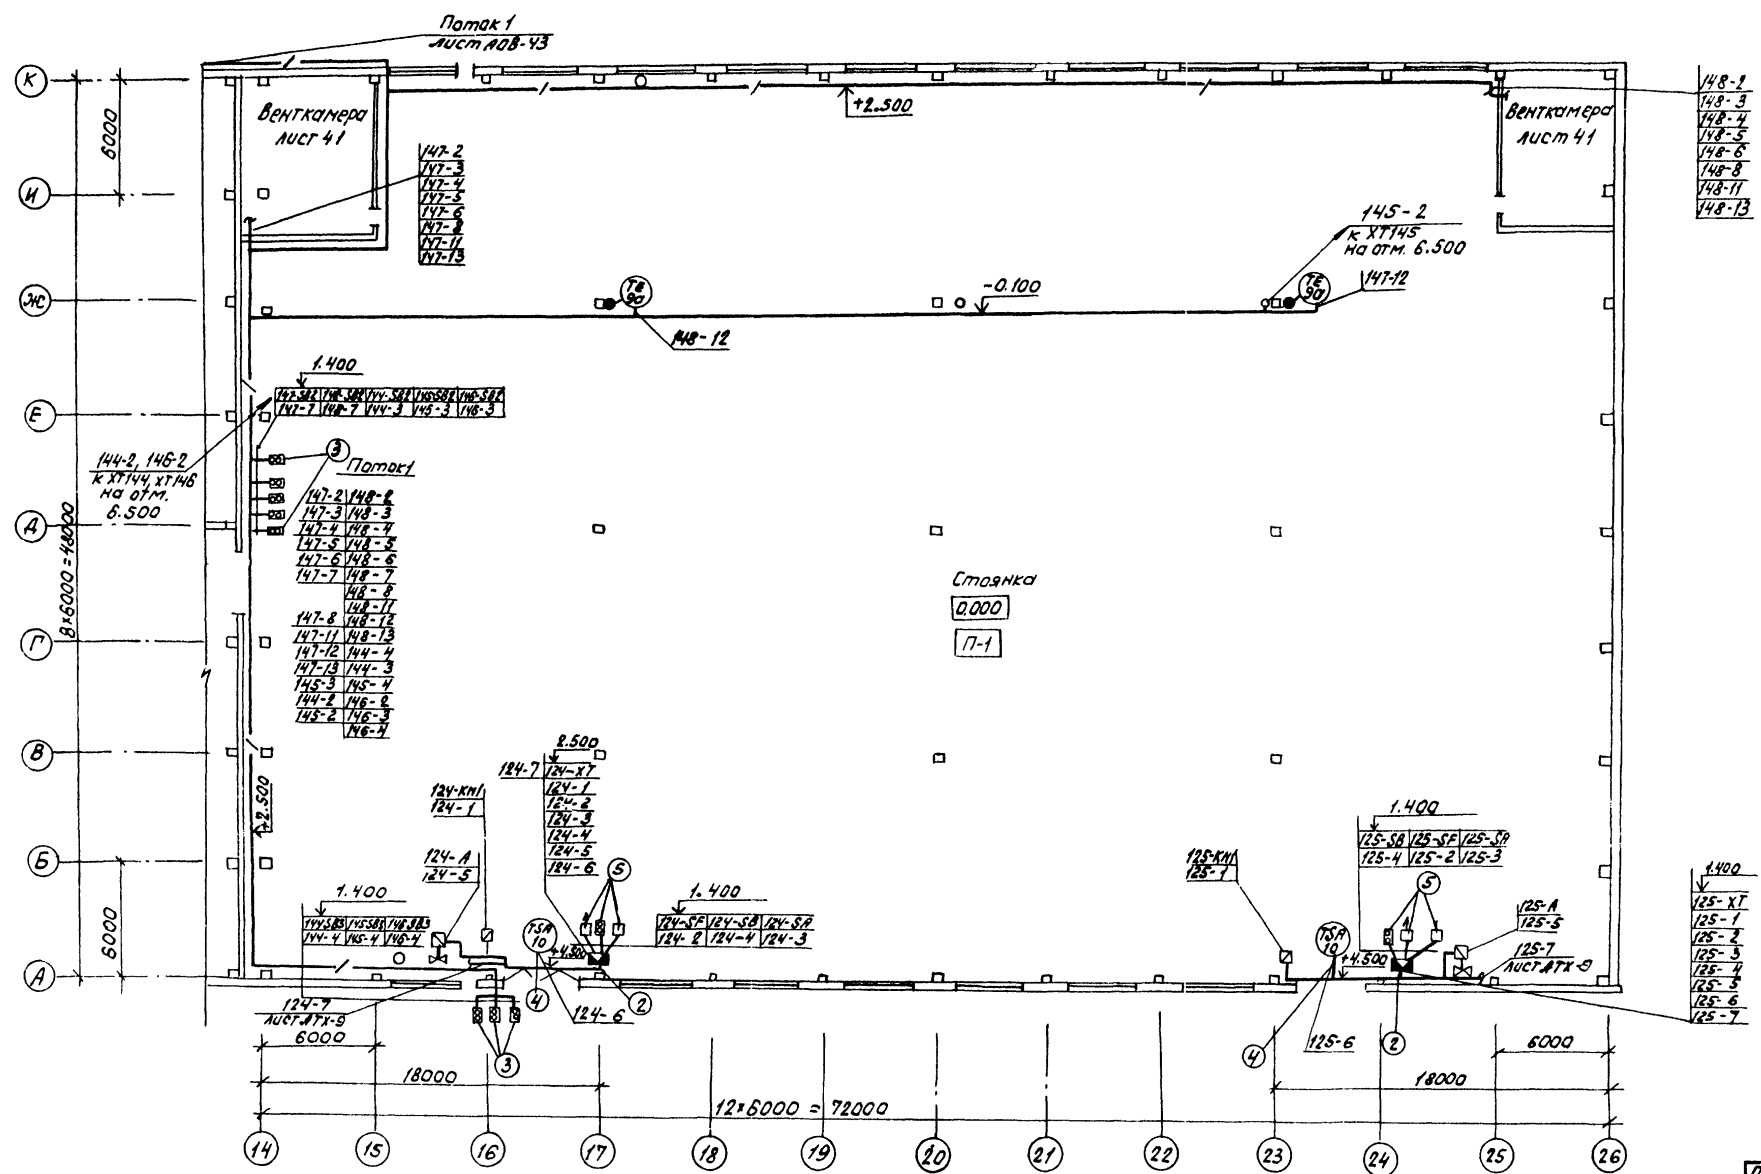 Поток 1
лист АОВ-43
К
И
Ж
Е
Д
Г
В
Б
А
6000
8×6000=48000
6000
Венткамера
лист 41
+2.500
Венткамера
лист 41
148-2
148-3
148-4
148-5
148-6
148-8
148-11
148-13
147-2
147-3
147-4
147-5
147-6
147-8
147-11
147-13
145-2
к ХТ145
на отм. 6.500
TE
9а
148-12
-0.100
TE
9а
147-12
1.400
147-SB2 148-SB2 144-SB2 145-SB2 146-SB2
147-7 148-7 144-3 145-3 146-3
144-2, 146-2
к ХТ144, ХТ146
на отм.
6.500
3
Поток 1
147-2 148-2
147-3 148-3
147-4 148-4
147-5 148-5
147-6 148-6
147-7 148-7
148-8
148-11
147-8 148-12
147-11 148-13
147-12 144-4
147-13 144-3
145-3 145-4
144-2 146-2
145-2 146-3
146-4
Стоянка
0.000
П-1
+2.500
124-КМ1
124-1
124-А
124-5
2.500
124-7 124-ХТ
124-1
124-2
124-3
124-4
124-5
124-6
5
1.400
144-SB3 145-SB3 146-SB3
144-4 145-4 146-4
TSA
10
+4.500
1.400
124-SF 124-SB 124-SA
124-2 124-4 124-3
124-7
лист АТХ-9
4
124-6
2
3
125-КМ1
125-1
1.400
125-SB 125-SF 125-SA
125-4 125-2 125-3
5
TSA
10
+4.500
125-А
125-5
125-7
лист АТХ-9
1.400
125-ХТ
125-1
125-2
125-3
125-4
125-5
125-6
125-7
4
125-6
2
6000
18000
6000
18000
12×6000 = 72000
14
15
16
17
18
19
20
21
22
23
24
25
26